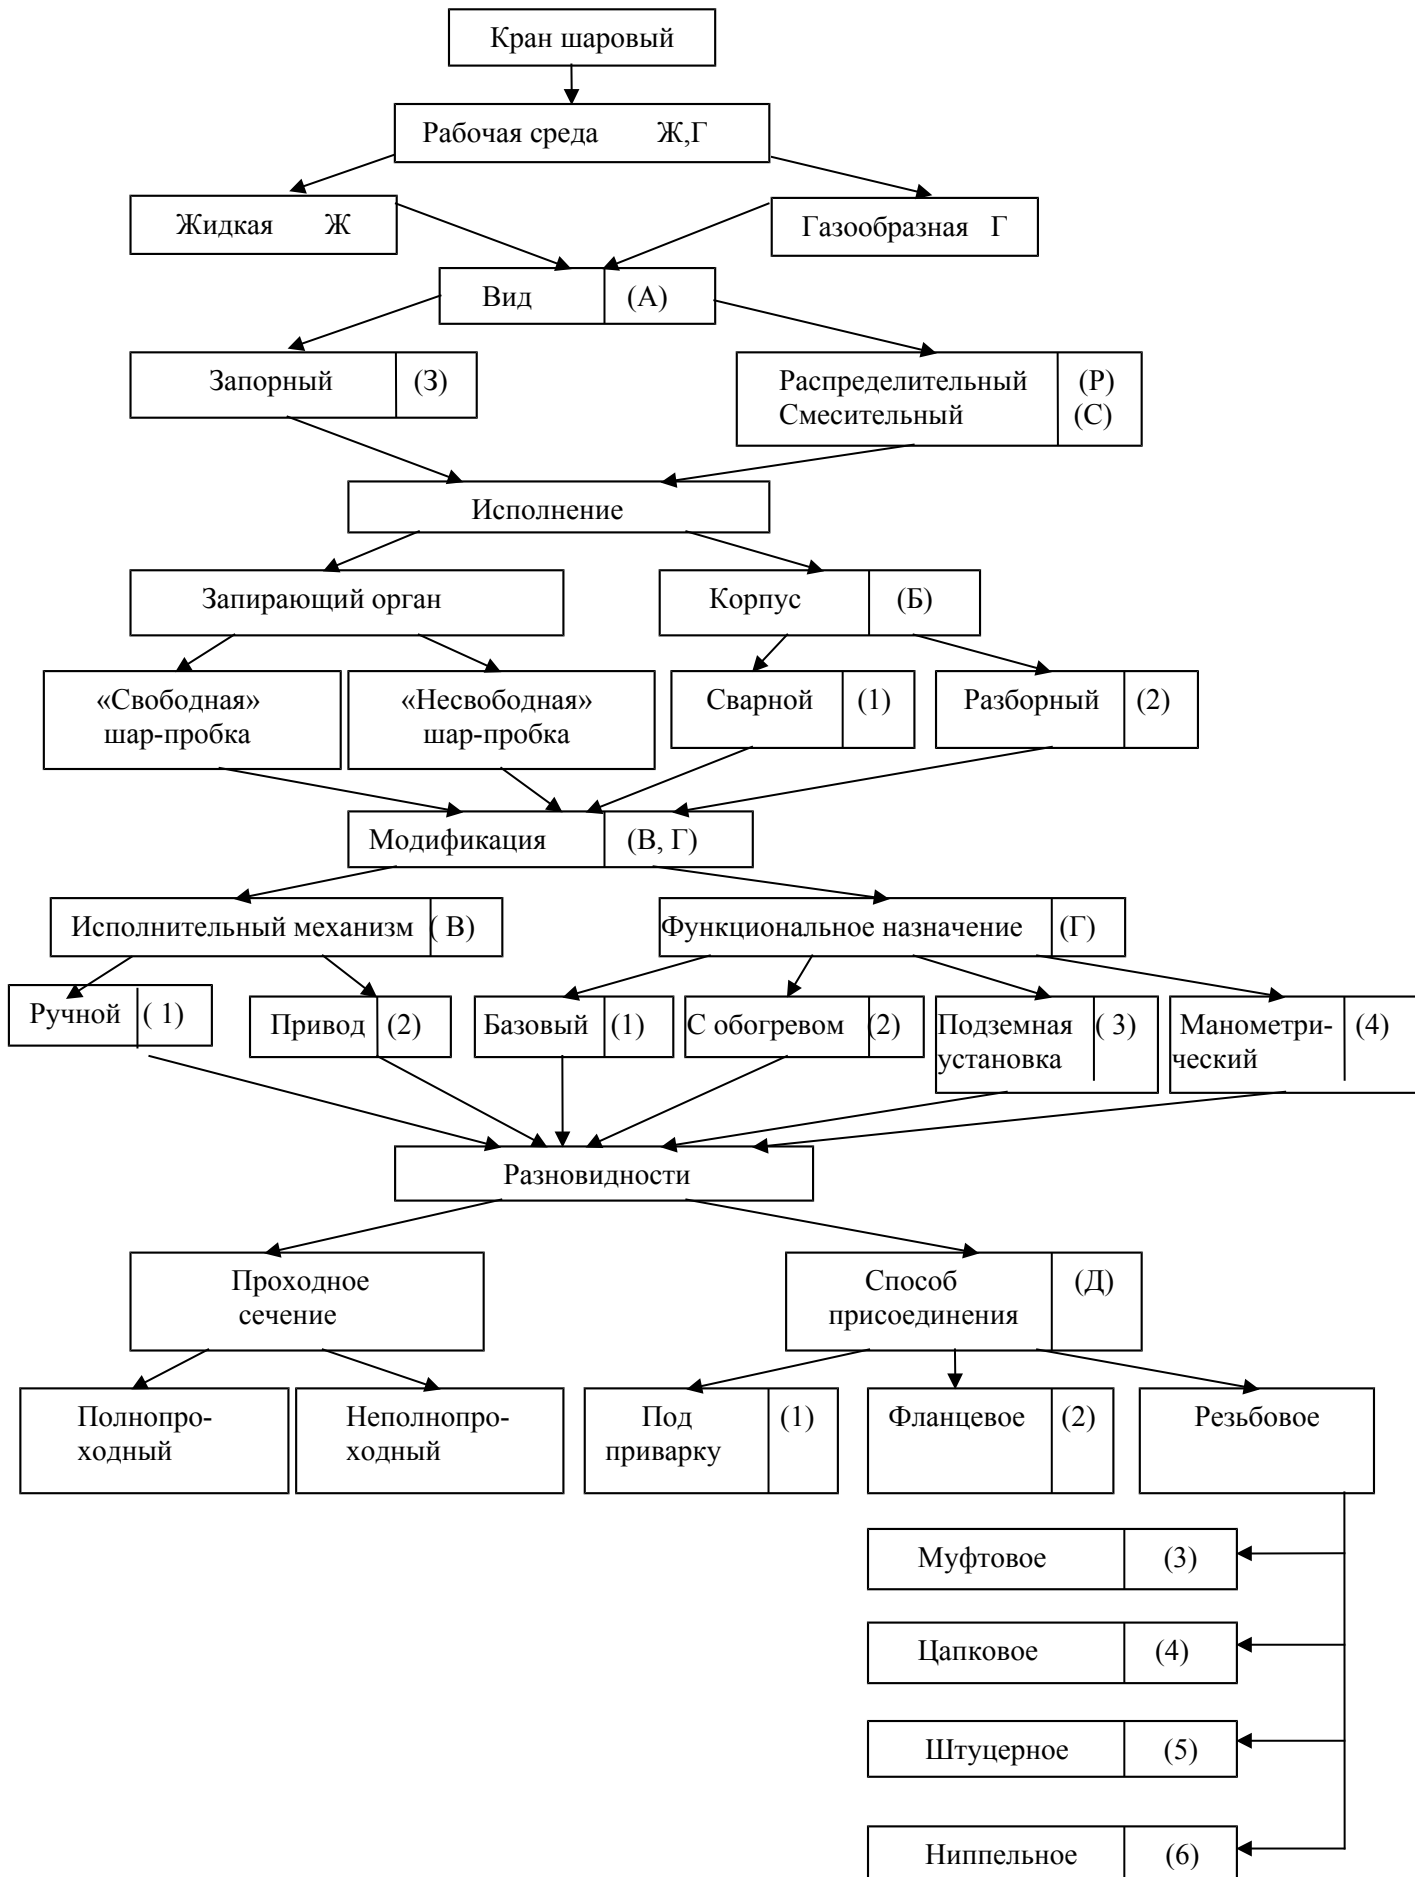 Кран шаровый
Рабочая среда Ж,Г
Жидкая Ж
Газообразная Г
Вид (А)
Запорный (З)
Распределительный (Р)
Смесительный (С)
Исполнение
Запирающий орган
Корпус (Б)
«Свободная»
шар-пробка
«Несвободная»
шар-пробка
Сварной (1)
Разборный (2)
Модификация (В, Г)
Исполнительный механизм ( В)
Функциональное назначение (Г)
Ручной ( 1)
Привод (2)
Базовый (1)
С обогревом (2)
Подземная ( 3)
установка
Манометри- (4)
ческий
Разновидности
Проходное
сечение
Способ (Д)
присоединения
Полнопро-
ходный
Неполнопро-
ходный
Под (1)
приварку
Фланцевое (2)
Резьбовое
Муфтовое (3)
Цапковое (4)
Штуцерное (5)
Ниппельное (6)